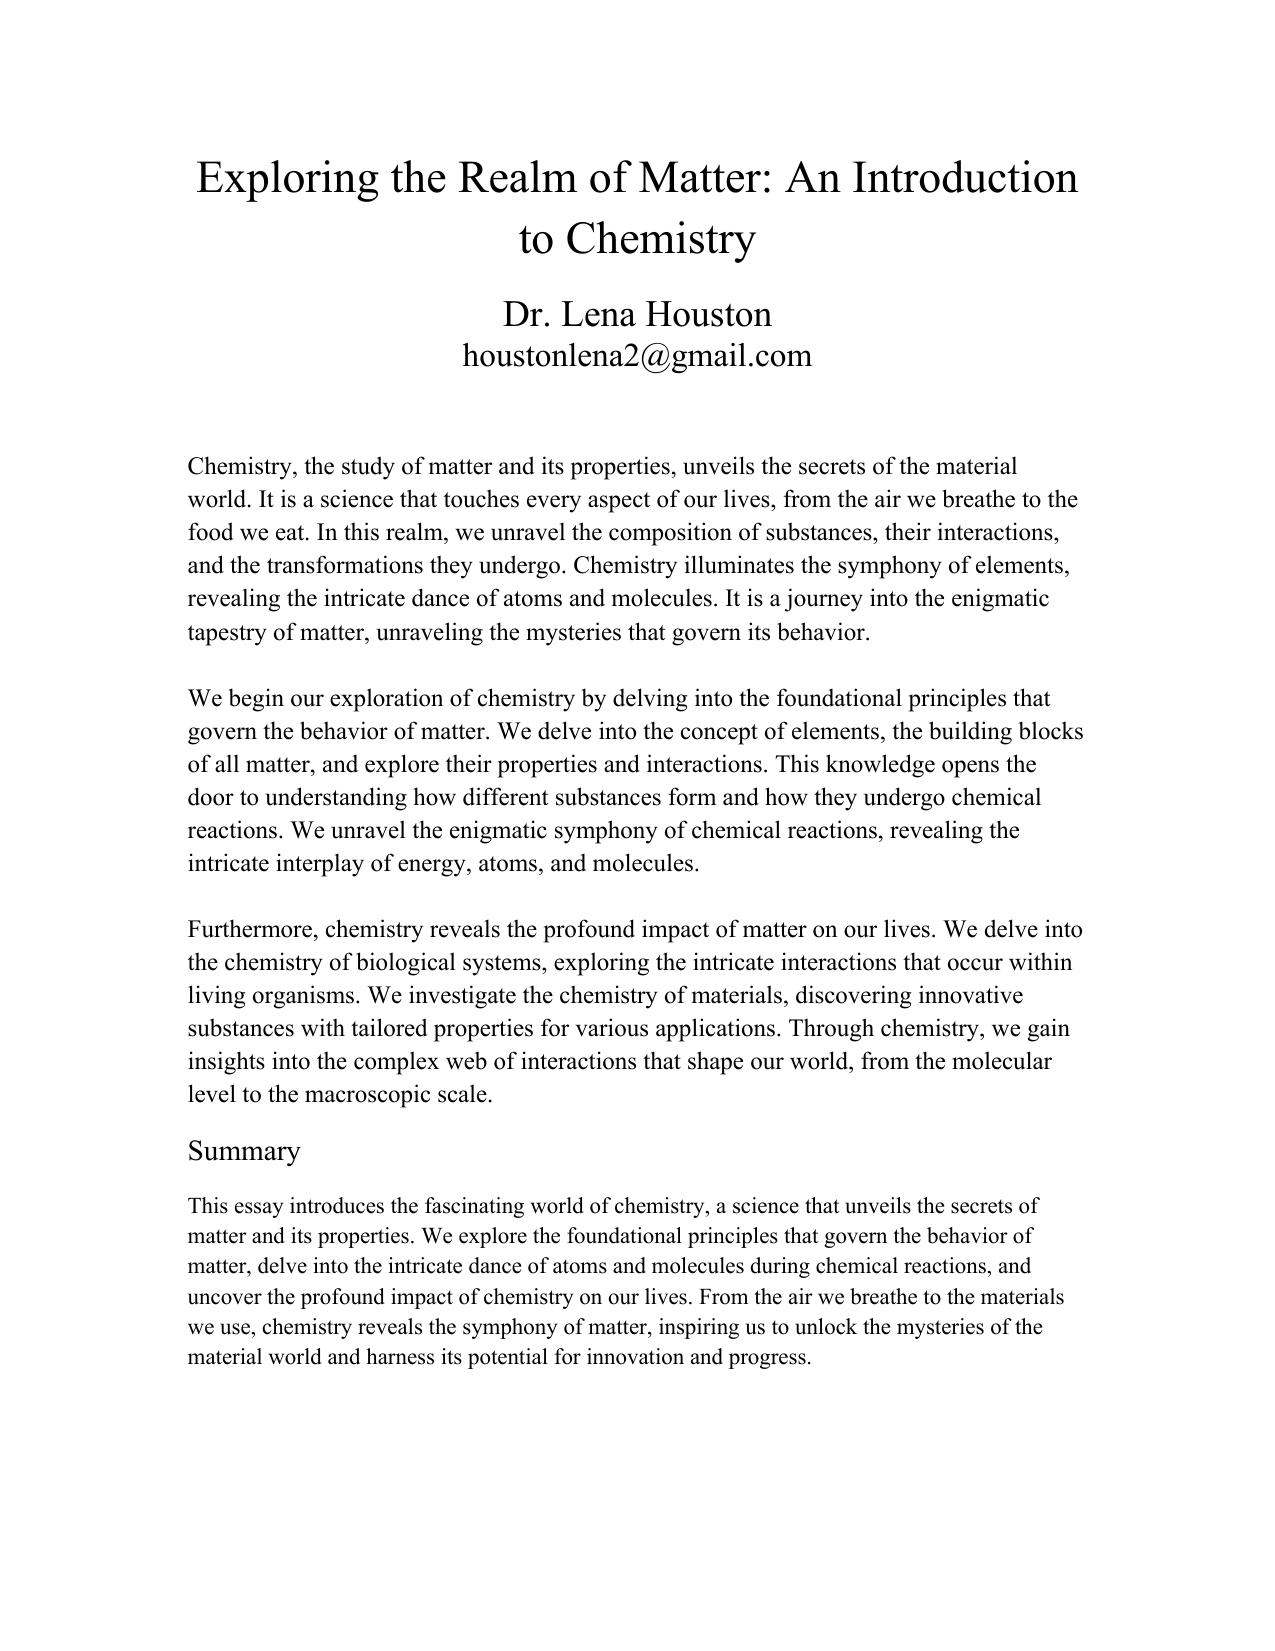 Exploring the Realm of Matter: An Introduction
to Chemistry
Dr. Lena Houston
houstonlena2@gmail.com
Chemistry, the study of matter and its properties, unveils the secrets of the material
world. It is a science that touches every aspect of our lives, from the air we breathe to the
food we eat. In this realm, we unravel the composition of substances, their interactions,
and the transformations they undergo. Chemistry illuminates the symphony of elements,
revealing the intricate dance of atoms and molecules. It is a journey into the enigmatic
tapestry of matter, unraveling the mysteries that govern its behavior.
We begin our exploration of chemistry by delving into the foundational principles that
govern the behavior of matter. We delve into the concept of elements, the building blocks
of all matter, and explore their properties and interactions. This knowledge opens the
door to understanding how different substances form and how they undergo chemical
reactions. We unravel the enigmatic symphony of chemical reactions, revealing the
intricate interplay of energy, atoms, and molecules.
Furthermore, chemistry reveals the profound impact of matter on our lives. We delve into
the chemistry of biological systems, exploring the intricate interactions that occur within
living organisms. We investigate the chemistry of materials, discovering innovative
substances with tailored properties for various applications. Through chemistry, we gain
insights into the complex web of interactions that shape our world, from the molecular
level to the macroscopic scale.
Summary
This essay introduces the fascinating world of chemistry, a science that unveils the secrets of
matter and its properties. We explore the foundational principles that govern the behavior of
matter, delve into the intricate dance of atoms and molecules during chemical reactions, and
uncover the profound impact of chemistry on our lives. From the air we breathe to the materials
we use, chemistry reveals the symphony of matter, inspiring us to unlock the mysteries of the
material world and harness its potential for innovation and progress.